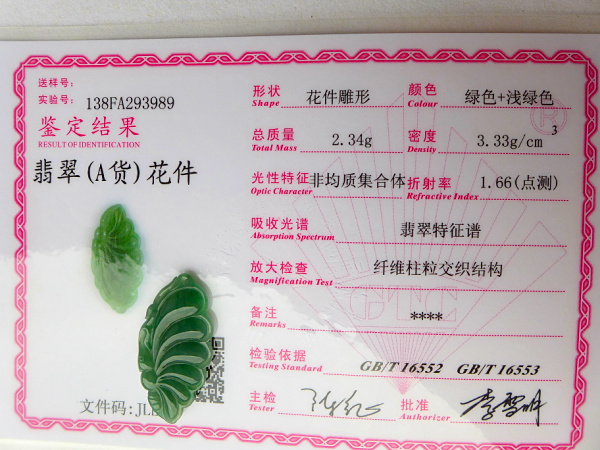 送样号:
实验号: 138FA293989
鉴定结果
RESULT OF IDENTIFICATION
翡翠(A货)花件
文件码:JL
形状 Shape 花件雕形 颜色 Colour 绿色+浅绿色
总质量 Total Mass 2.34g 密度 Density 3.33g/cm³
光性特征 Optic Character 非均质集合体 折射率 Refractive Index 1.66(点测)
吸收光谱 Absorption Spectrum 翡翠特征谱
放大检查 Magnification Test 纤维柱粒交织结构
GTC
备注 Remarks ****
检验依据 Testing Standard GB/T 16552 GB/T 16553
主检 Tester 批准 Authorizer
®